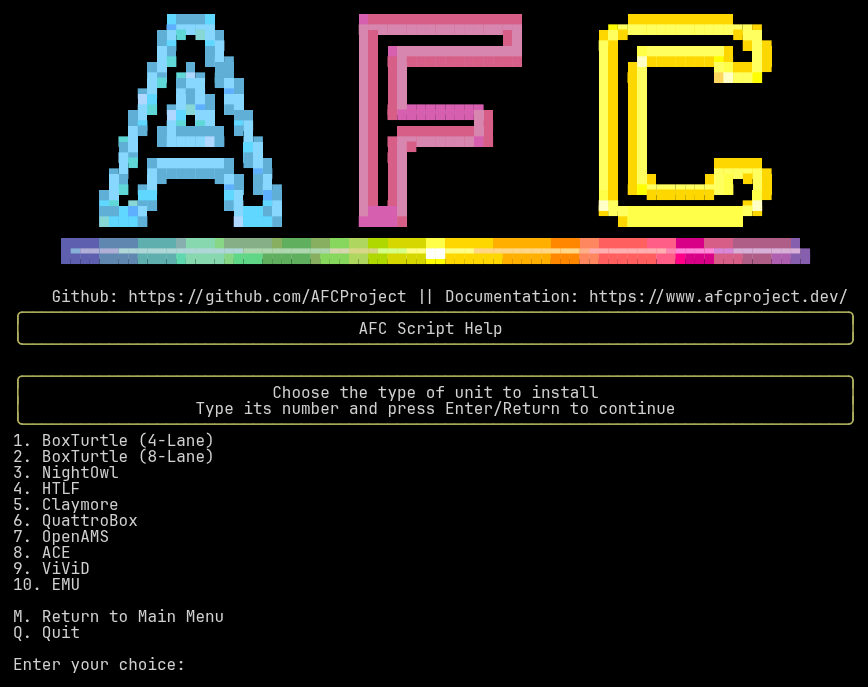 AFC
Github: https://github.com/AFCProject || Documentation: https://www.afcproject.dev/
AFC Script Help
Choose the type of unit to install
Type its number and press Enter/Return to continue
1. BoxTurtle (4-Lane)
2. BoxTurtle (8-Lane)
3. NightOwl
4. HTLF
5. Claymore
6. QuattroBox
7. OpenAMS
8. ACE
9. ViViD
10. EMU
M. Return to Main Menu
Q. Quit
Enter your choice: